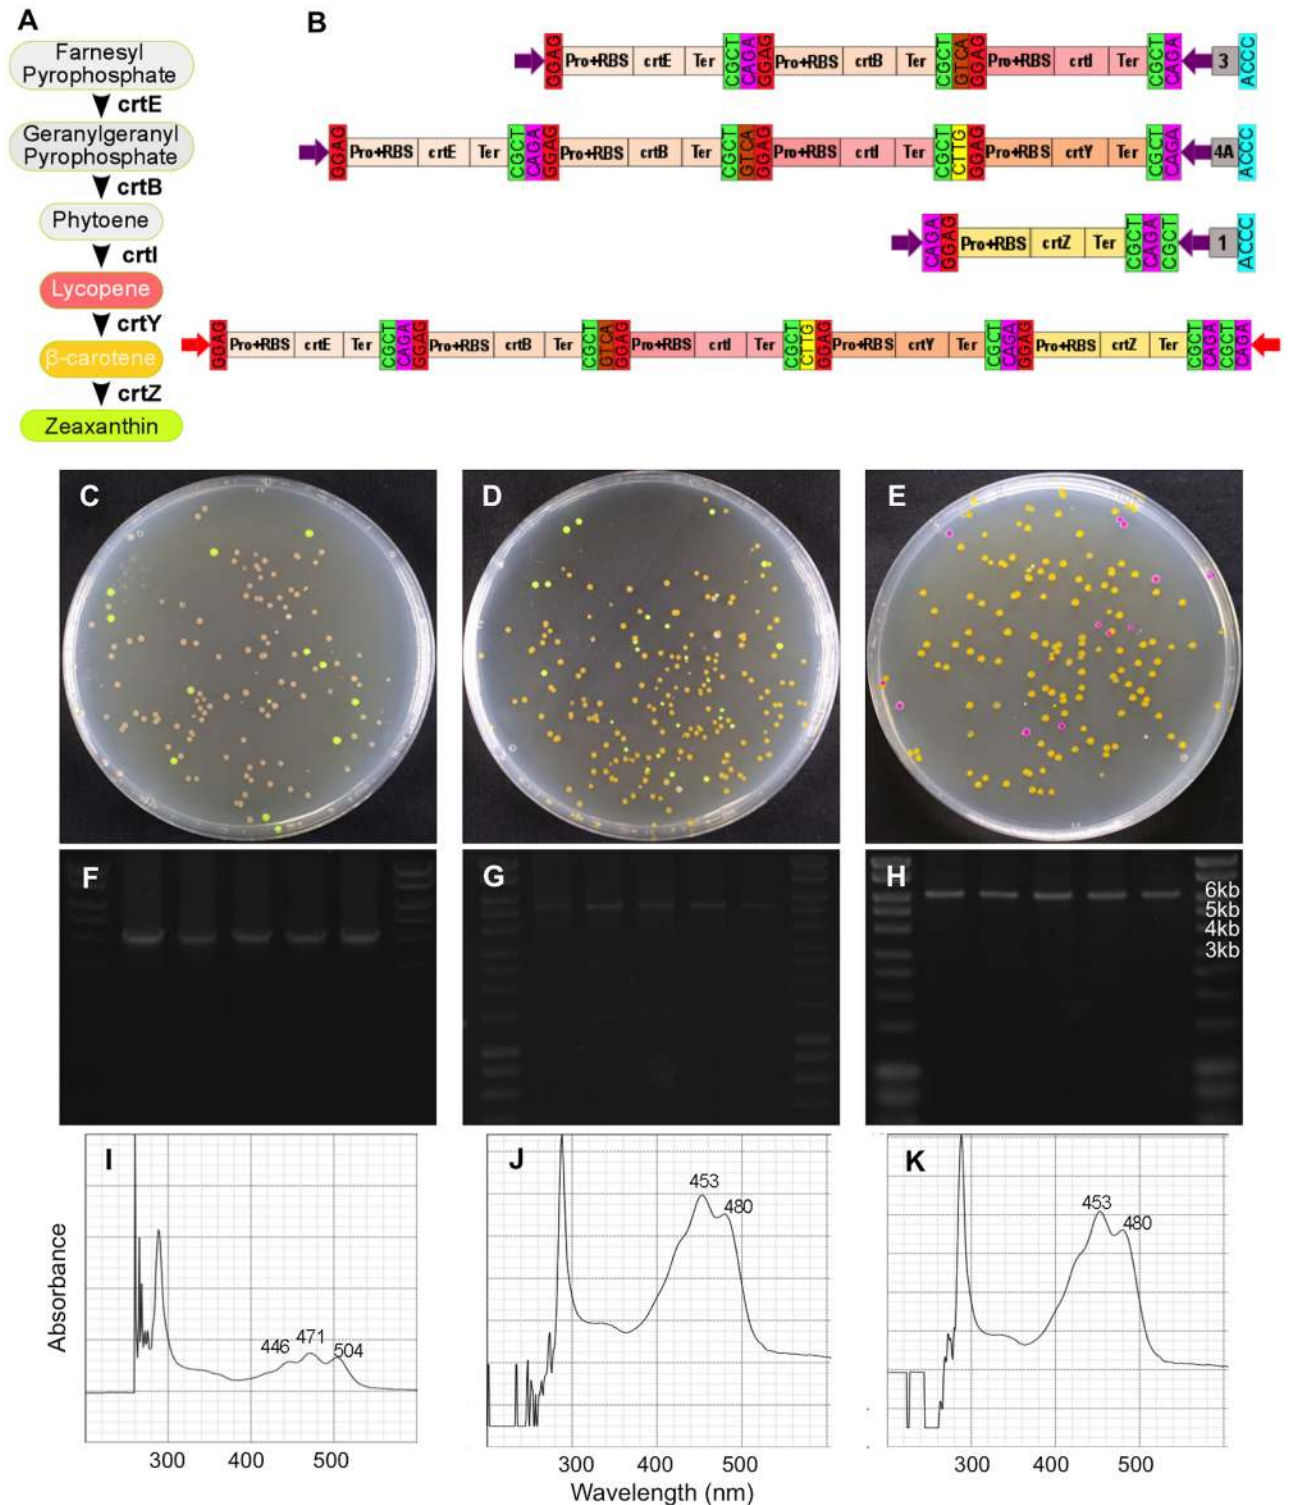 A
Farnesyl
Pyrophosphate
crtE
Geranylgeranyl
Pyrophosphate
crtB
Phytoene
crtI
Lycopene
crtY
β-carotene
crtZ
Zeaxanthin
B
GGAG Pro+RBS crtE Ter CGCT CAGA GGAG Pro+RBS crtB Ter CGCT GTCA GGAG Pro+RBS crtI Ter CGCT CAGA 3 ACCC
GGAG Pro+RBS crtE Ter CGCT CAGA GGAG Pro+RBS crtB Ter CGCT GTCA GGAG Pro+RBS crtI Ter CGCT CTTG GGAG Pro+RBS crtY Ter CGCT CAGA 4A ACCC
CAGA GGAG Pro+RBS crtZ Ter CGCT CAGA CGCT 1 ACCC
GGAG Pro+RBS crtE Ter CGCT CAGA GGAG Pro+RBS crtB Ter CGCT GTCA GGAG Pro+RBS crtI Ter CGCT CTTG GGAG Pro+RBS crtY Ter CGCT CAGA GGAG Pro+RBS crtZ Ter CGCT CAGA CGCT CAGA
C
D
E
F
G
H
6kb
5kb
4kb
3kb
I
446 471 504
J
453
480
K
453
480
Absorbance
300 400 500
300 400 500
300 400 500
Wavelength (nm)